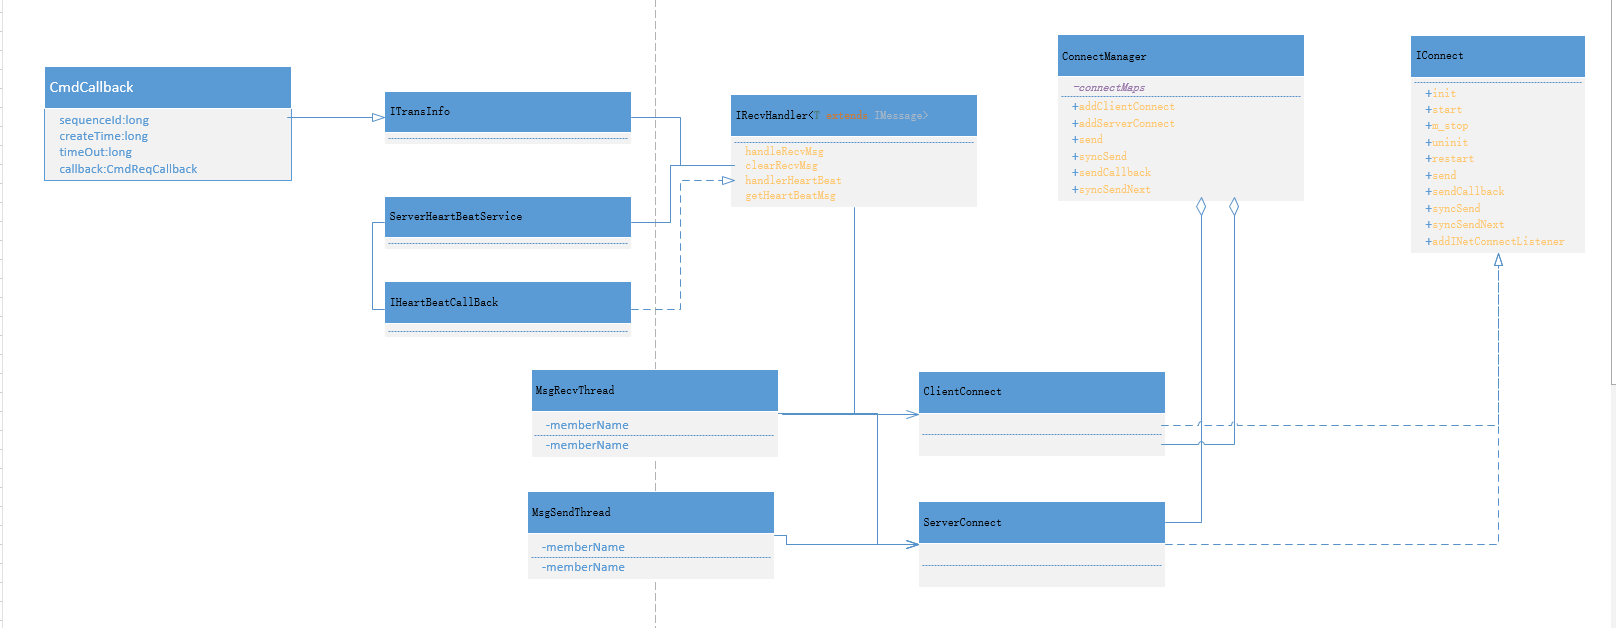 CmdCallback
sequenceId:long
createTime:long
timeOut:long
callback:CmdReqCallback
ITransInfo
ServerHeartBeatService
IHeartBeatCallBack
IRecvHandler<T extends IMessage>
handleRecvMsg
clearRecvMsg
handlerHeartBeat
getHeartBeatMsg
ConnectManager
-connectMaps
+addClientConnect
+addServerConnect
+send
+syncSend
+sendCallback
+syncSendNext
IConnect
+init
+start
+m_stop
+uninit
+restart
+send
+sendCallback
+syncSend
+syncSendNext
+addINetConnectListener
MsgRecvThread
-memberName
-memberName
ClientConnect
MsgSendThread
-memberName
-memberName
ServerConnect